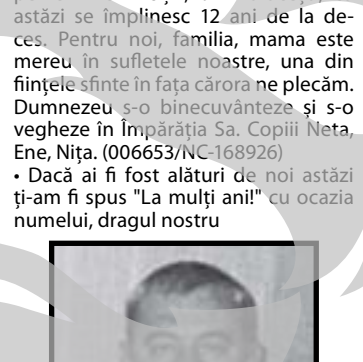 astăzi se împlinesc 12 ani de la de-
ces. Pentru noi, familia, mama este
mereu în sufletele noastre, una din
ființele sfinte în fața cărora ne plecăm.
Dumnezeu s-o binecuvânteze și s-o
vegheze în Împărăția Sa. Copiii Neta,
Ene, Nița. (006653/NC-168926)
• Dacă ai fi fost alături de noi astăzi
ți-am fi spus "La mulți ani!" cu ocazia
numelui, dragul nostru